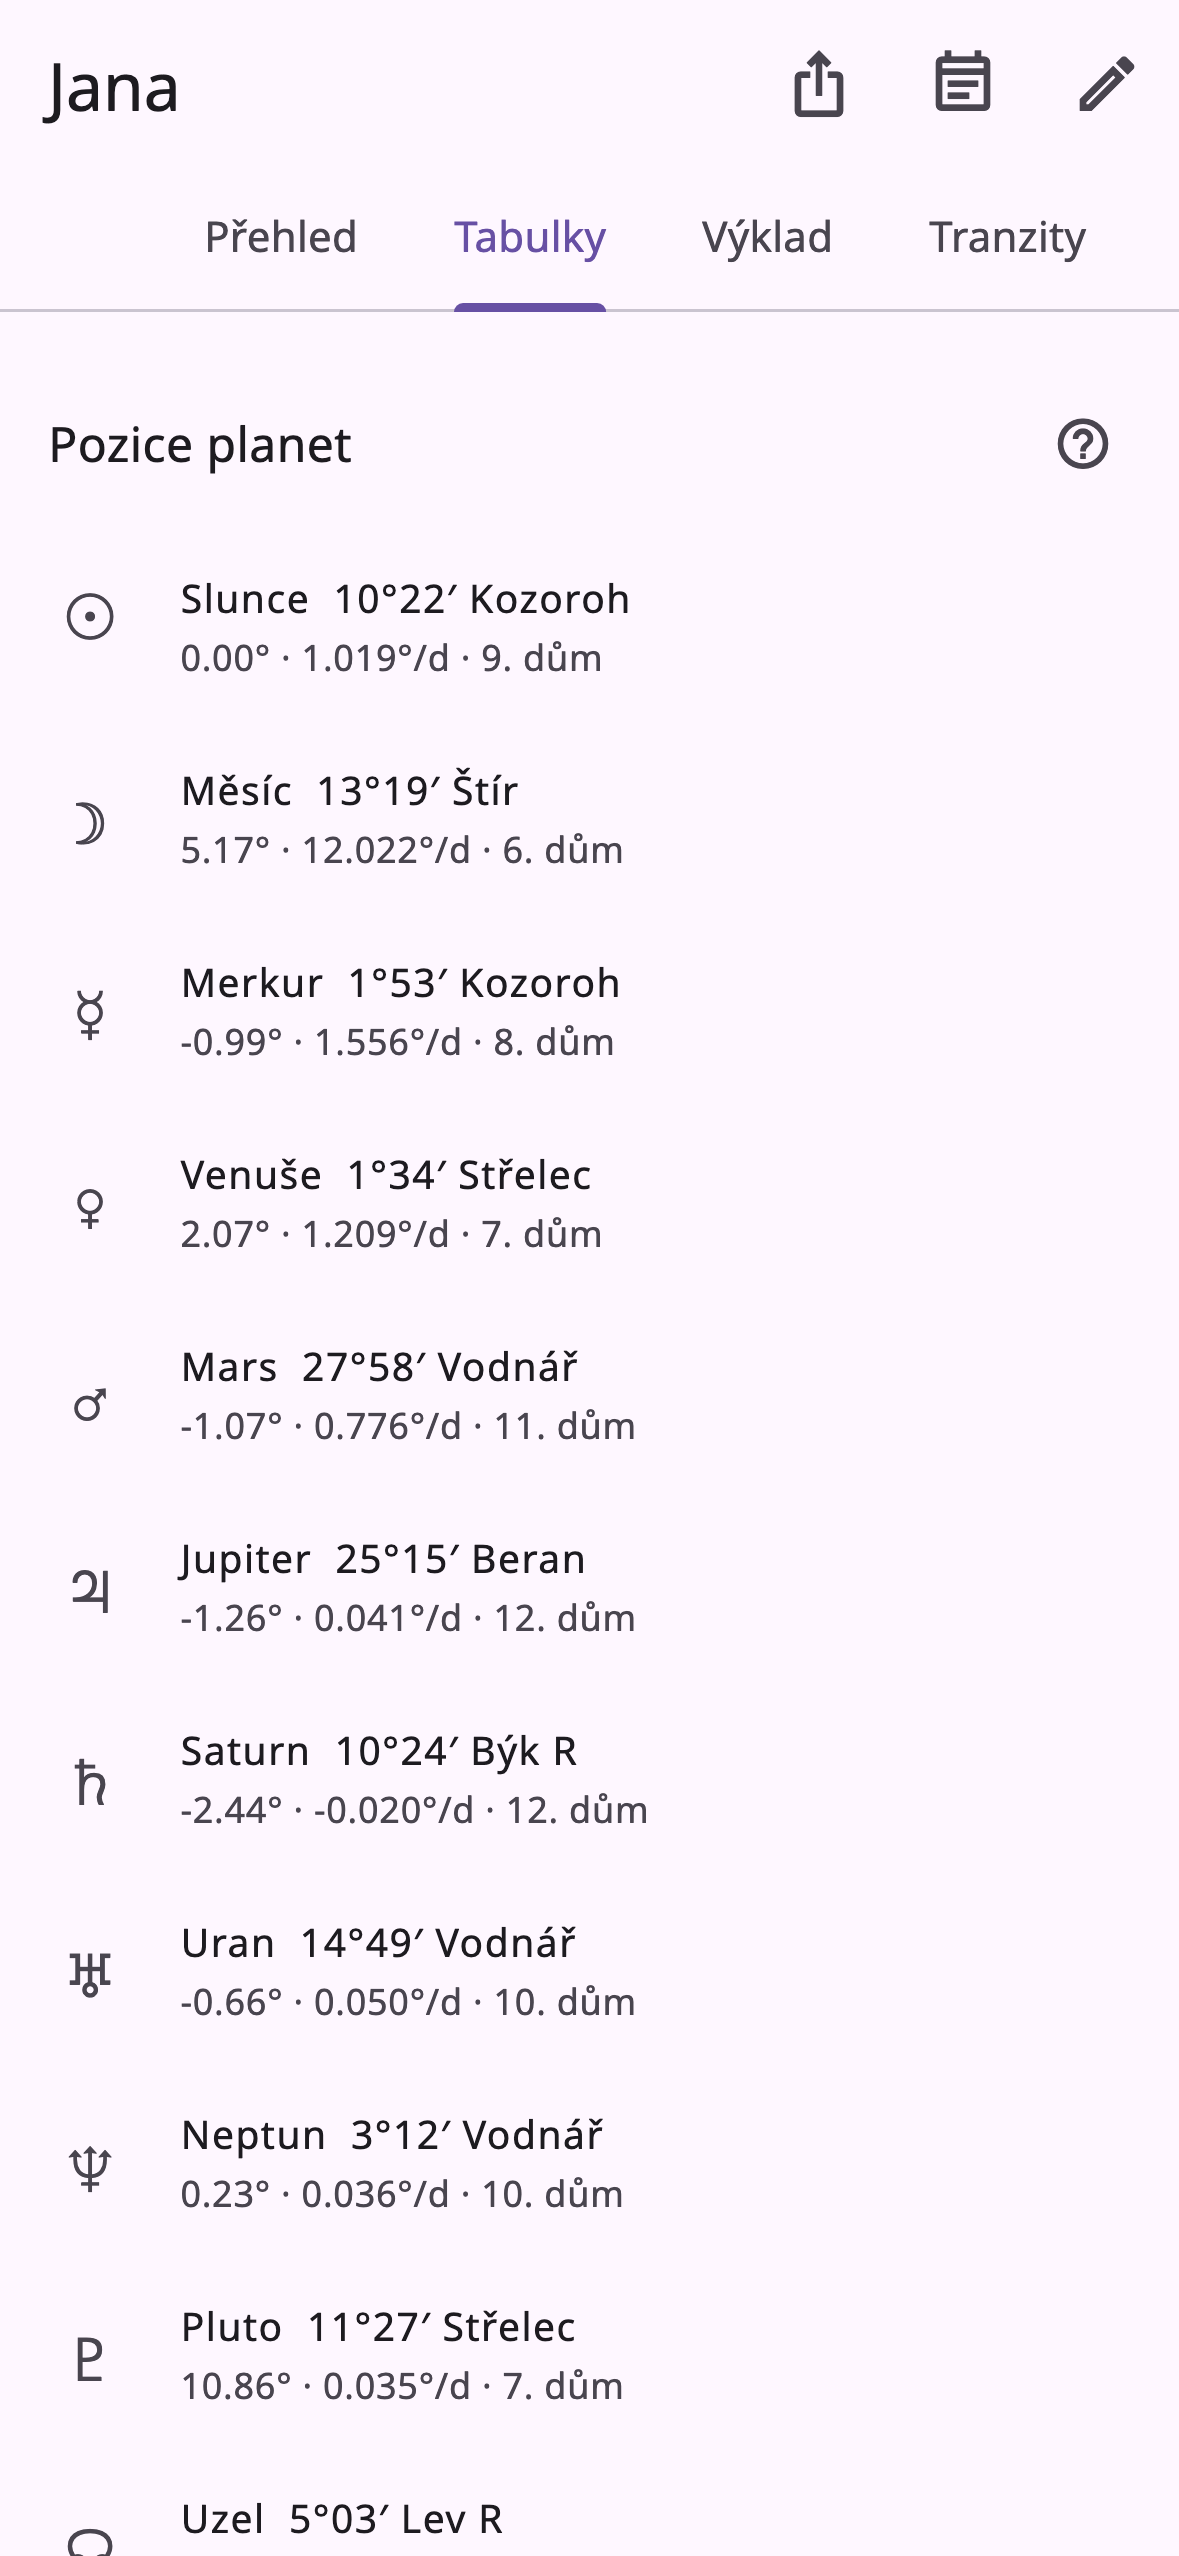 Jana
Přehled
Tabulky
Výklad
Tranzity
Pozice planet
Slunce 10°22′ Kozoroh
0.00° · 1.019°/d · 9. dům
Měsíc 13°19′ Štír
5.17° · 12.022°/d · 6. dům
Merkur 1°53′ Kozoroh
-0.99° · 1.556°/d · 8. dům
Venuše 1°34′ Střelec
2.07° · 1.209°/d · 7. dům
Mars 27°58′ Vodnář
-1.07° · 0.776°/d · 11. dům
Jupiter 25°15′ Beran
-1.26° · 0.041°/d · 12. dům
Saturn 10°24′ Býk R
-2.44° · -0.020°/d · 12. dům
Uran 14°49′ Vodnář
-0.66° · 0.050°/d · 10. dům
Neptun 3°12′ Vodnář
0.23° · 0.036°/d · 10. dům
Pluto 11°27′ Střelec
10.86° · 0.035°/d · 7. dům
Uzel 5°03′ Lev R